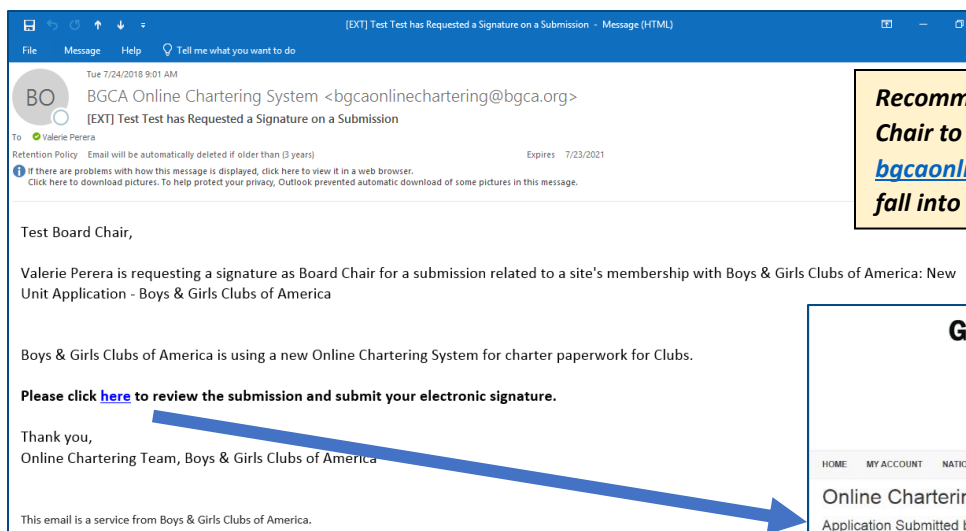 [EXT] Test Test has Requested a Signature on a Submission - Message (HTML)
File Message Help Tell me what you want to do
Tue 7/24/2018 9:01 AM
BO
BGCA Online Chartering System <bgcaonlinechartering@bgca.org>
[EXT] Test Test has Requested a Signature on a Submission
To Valerie Perera
Retention Policy Email will be automatically deleted if older than (3 years) Expires 7/23/2021
If there are problems with how this message is displayed, click here to view it in a web browser.
Click here to download pictures. To help protect your privacy, Outlook prevented automatic download of some pictures in this message.
Chair to
fall into
Test Board Chair,
Valerie Perera is requesting a signature as Board Chair for a submission related to a site's membership with Boys & Girls Clubs of America: New
Unit Application - Boys & Girls Clubs of America
Boys & Girls Clubs of America is using a new Online Chartering System for charter paperwork for Clubs.
Please click here to review the submission and submit your electronic signature.
Thank you,
Online Chartering Team, Boys & Girls Clubs of America
This email is a service from Boys & Girls Clubs of America.
G
HOME MY ACCOUNT
Online
Application Submitted